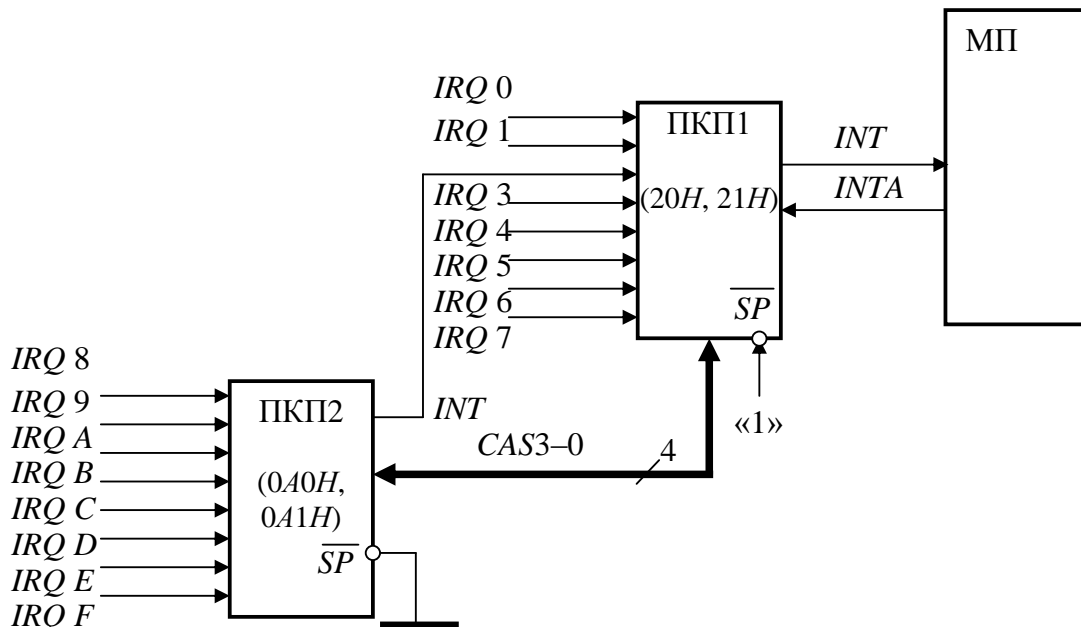 МП
IRQ 0
ПКП1
IRQ 1
INT
(20H, 21H)
IRQ 3
INTA
IRQ 4
IRQ 5
IRQ 6
SP
IRQ 7
«1»
IRQ 8
IRQ 9
ПКП2
INT
IRQ A
CAS3–0
4
IRQ B
(0A0H,
IRQ C
0A1H)
IRQ D
SP
IRQ E
IRQ F